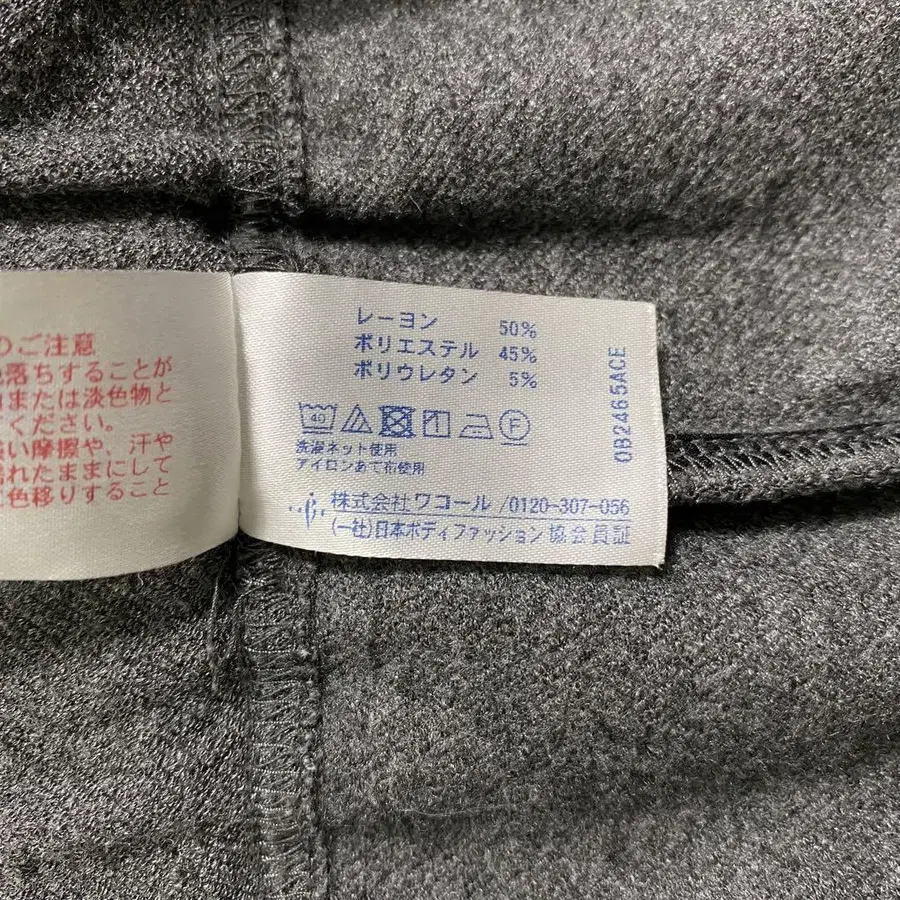 のご注意
落ちすることが
または淡色物と
ください。
い摩擦や、汗や
れたままにして
色移りすること
レーヨン 50%
ポリエステル 45%
ポリウレタン 5%
40
F
洗濯ネット使用
アイロンあて布使用
株式会社ワコール/0120-307-056
(一社)日本ボディファッション協会会員証
OB2465ACE